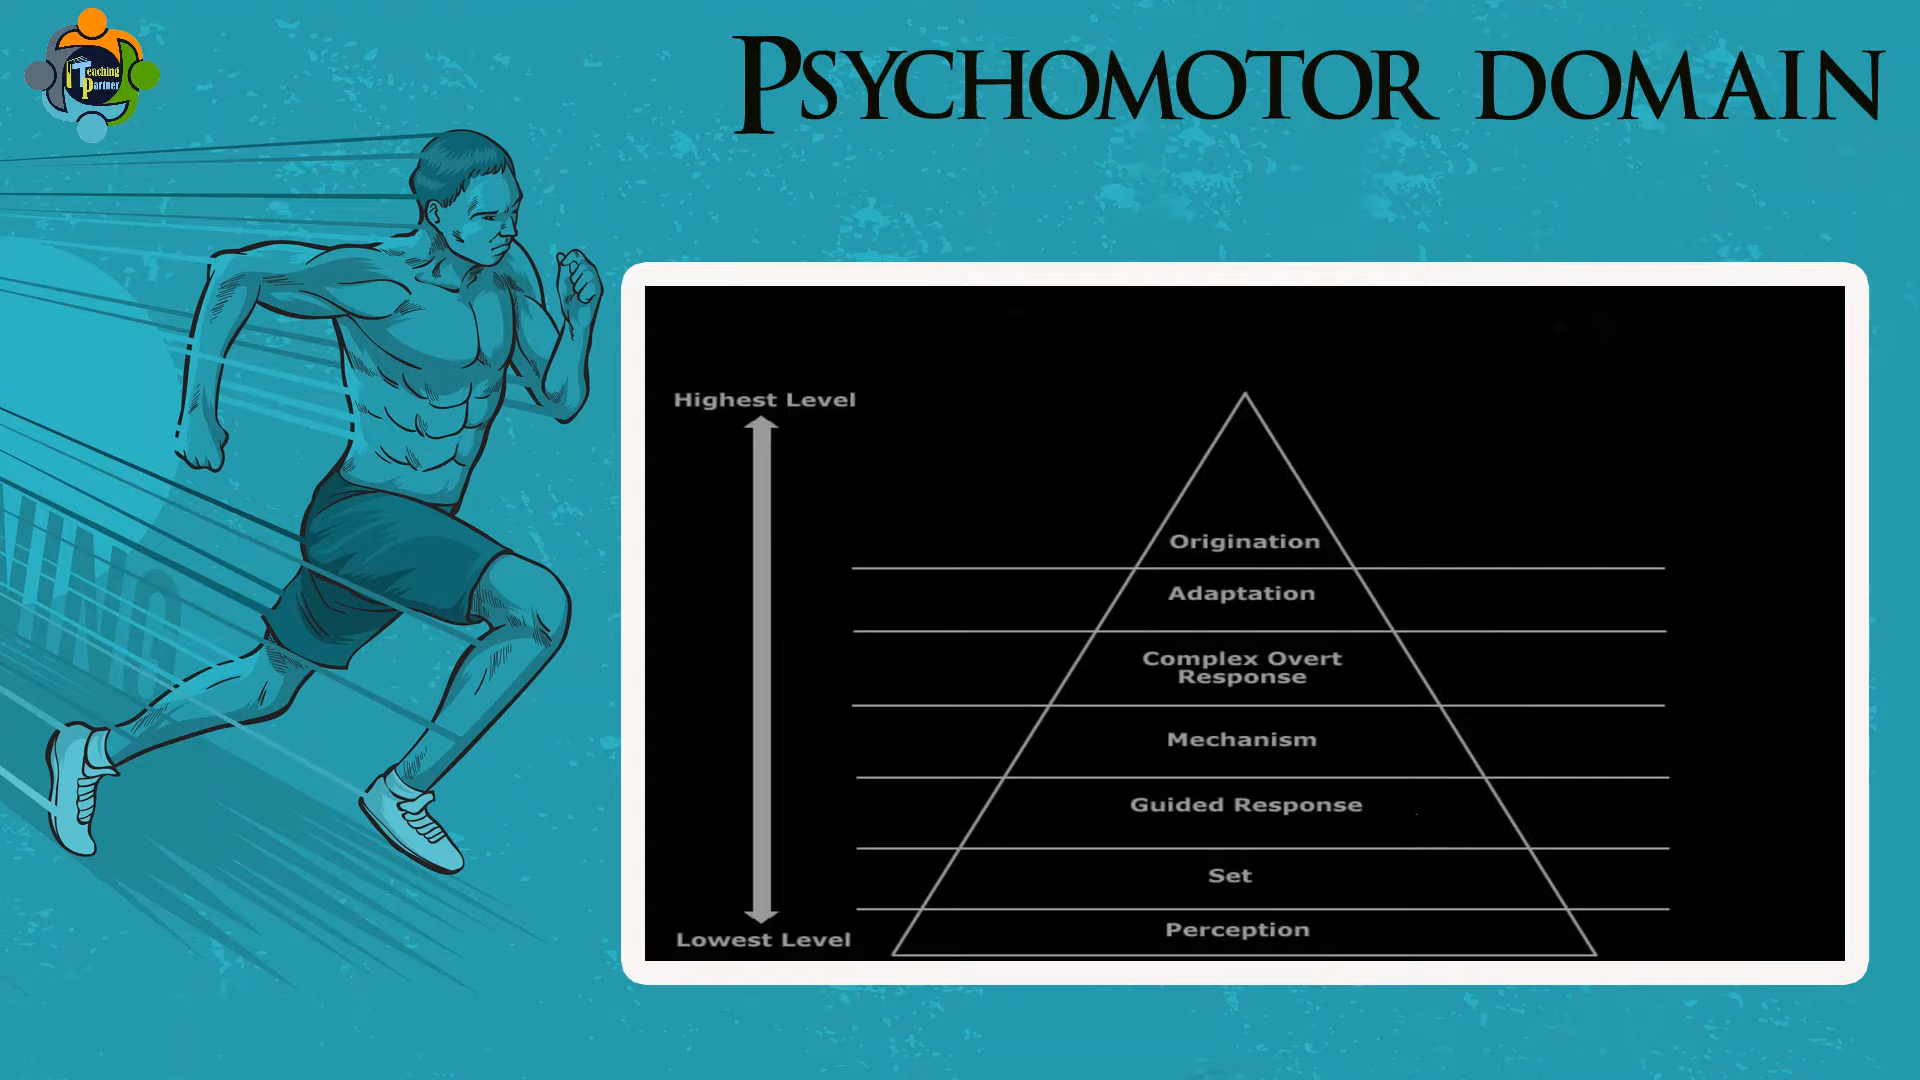 Teaching
Partner
PSYCHOMOTOR DOMAIN
Highest Level
Origination
Adaptation
Complex Overt
Response
Mechanism
Guided Response
Set
Perception
Lowest Level